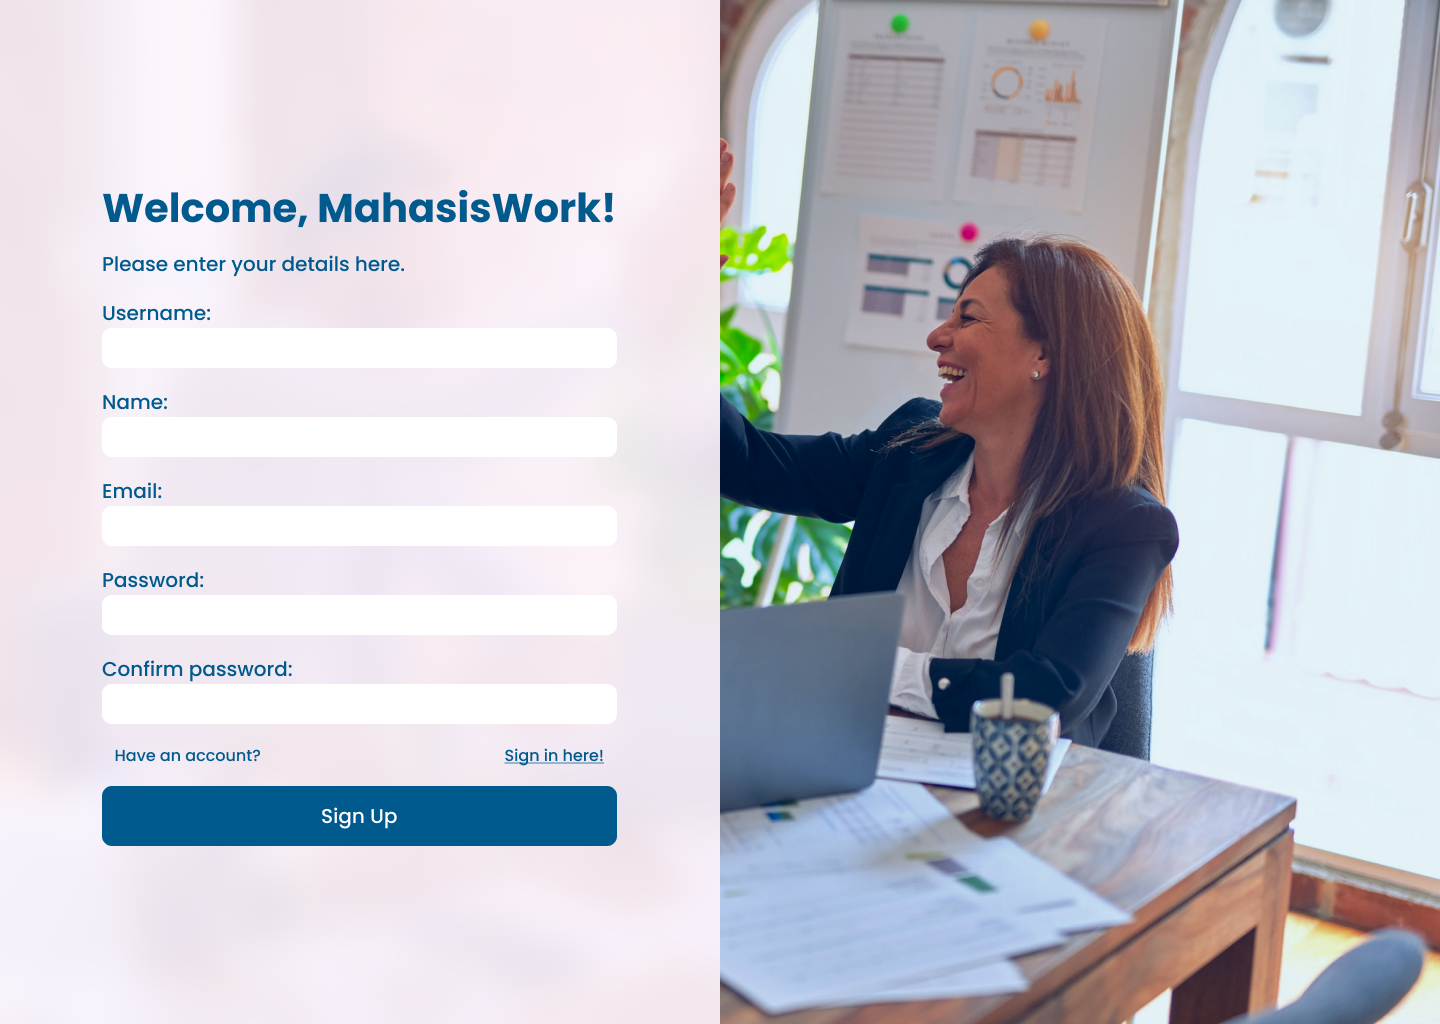 Welcome, MahasisWork!
Please enter your details here.
Username:
Name:
Email:
Password:
Confirm password:
Have an account? Sign in here!
Sign Up